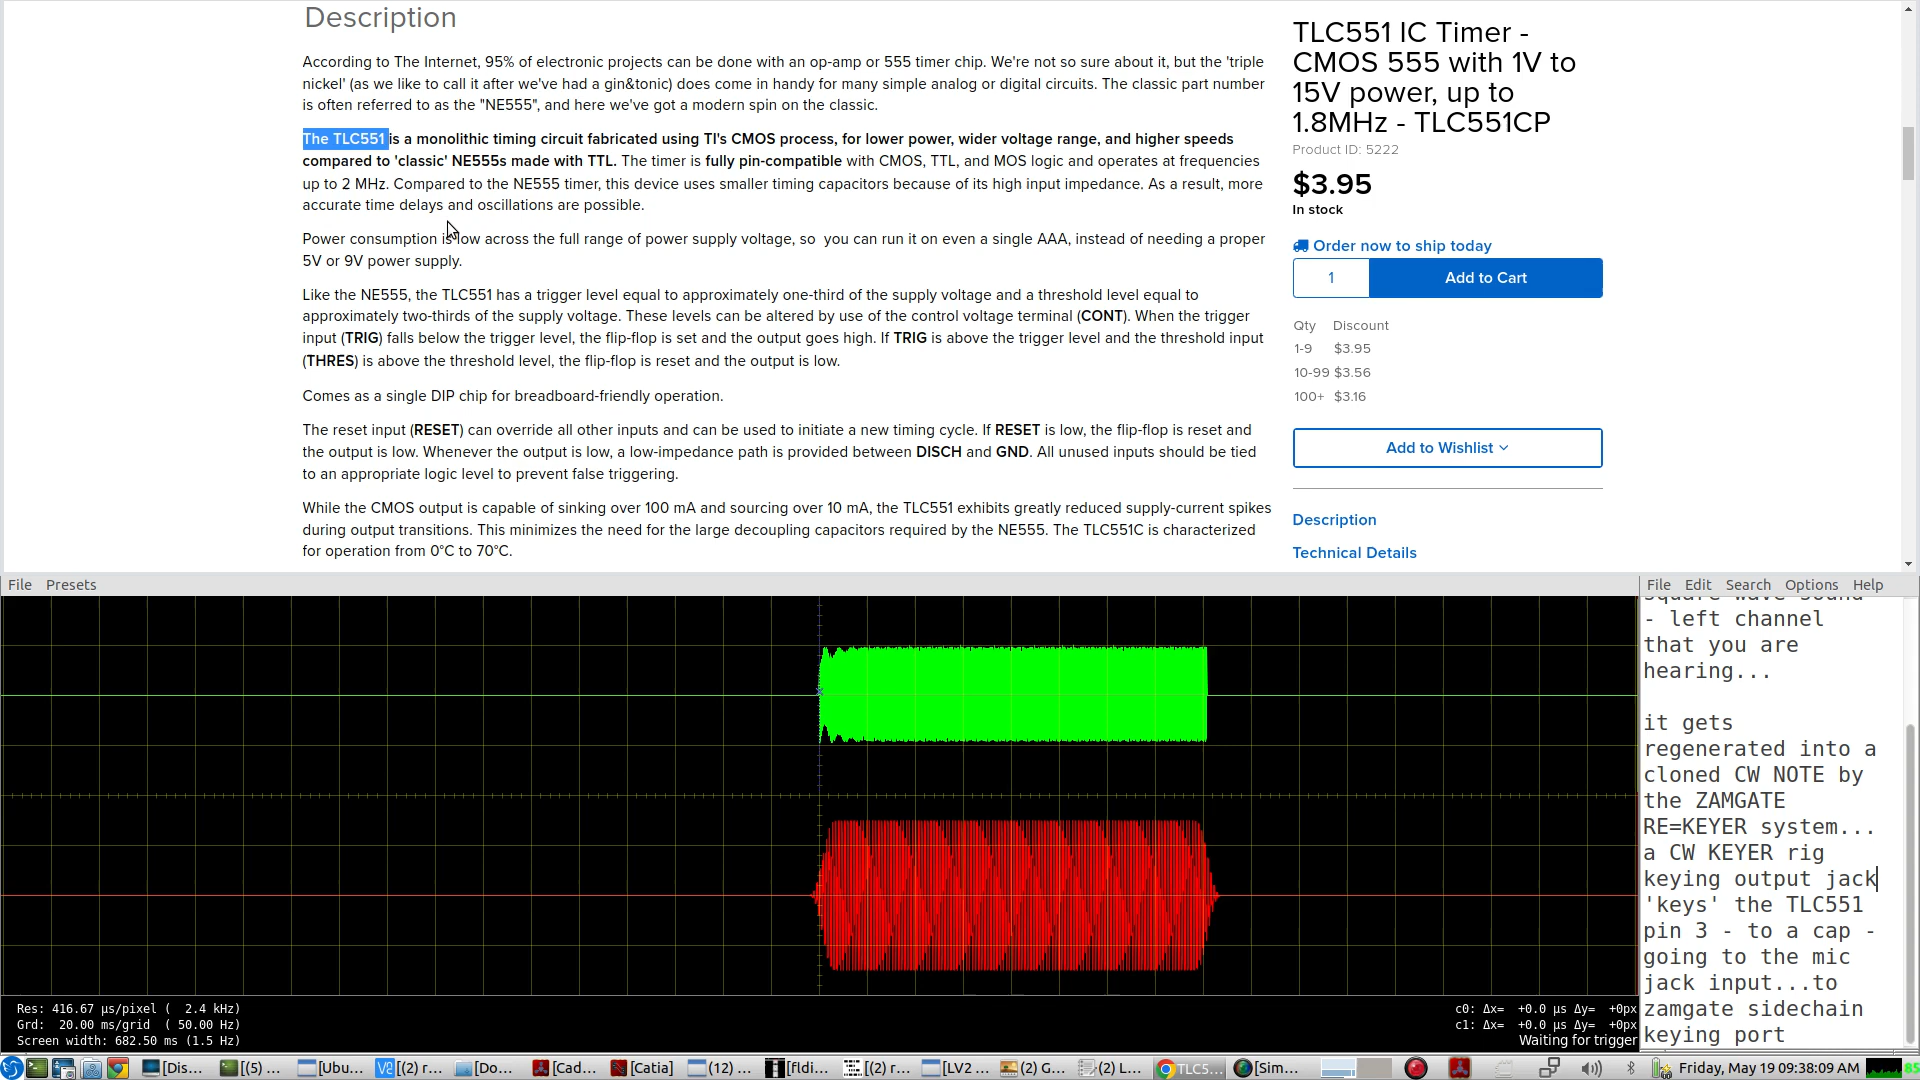 Description
According to The Internet, 95% of electronic projects can be done with an op-amp or 555 timer chip. We're not so sure about it, but the 'triple
nickel' (as we like to call it after we've had a gin&tonic) does come in handy for many simple analog or digital circuits. The classic part number
is often referred to as the "NE555", and here we've got a modern spin on the classic.
The TLC551 is a monolithic timing circuit fabricated using TI's CMOS process, for lower power, wider voltage range, and higher speeds
compared to 'classic' NE555s made with TTL. The timer is fully pin-compatible with CMOS, TTL, and MOS logic and operates at frequencies
up to 2 MHz. Compared to the NE555 timer, this device uses smaller timing capacitors because of its high input impedance. As a result, more
accurate time delays and oscillations are possible.
Power consumption is low across the full range of power supply voltage, so you can run it on even a single AAA, instead of needing a proper
5V or 9V power supply.
Like the NE555, the TLC551 has a trigger level equal to approximately one-third of the supply voltage and a threshold level equal to
approximately two-thirds of the supply voltage. These levels can be altered by use of the control voltage terminal (CONT). When the trigger
input (TRIG) falls below the trigger level, the flip-flop is set and the output goes high. If TRIG is above the trigger level and the threshold input
(THRES) is above the threshold level, the flip-flop is reset and the output is low.
Comes as a single DIP chip for breadboard-friendly operation.
The reset input (RESET) can override all other inputs and can be used to initiate a new timing cycle. If RESET is low, the flip-flop is reset and
the output is low. Whenever the output is low, a low-impedance path is provided between DISCH and GND. All unused inputs should be tied
to an appropriate logic level to prevent false triggering.
While the CMOS output is capable of sinking over 100 mA and sourcing over 10 mA, the TLC551 exhibits greatly reduced supply-current spikes
during output transitions. This minimizes the need for the large decoupling capacitors required by the NE555. The TLC551C is characterized
for operation from 0°C to 70°C.
TLC551 IC Timer -
CMOS 555 with 1V to
15V power, up to
1.8MHz - TLC551CP
Product ID: 5222
$3.95
In stock
Order now to ship today
1 Add to Cart
Qty Discount
1-9 $3.95
10-99 $3.56
100+ $3.16
Add to Wishlist
Description
Technical Details
File Presets
Res: 416.67 µs/pixel ( 2.4 kHz)
Grd: 20.00 ms/grid ( 50.00 Hz)
Screen width: 682.50 ms (1.5 Hz)
c0: Δx= +0.0 µs Δy= +0px
c1: Δx= +0.0 µs Δy= +0px
Waiting for trigger
File Edit Search Options Help
square wave sound
- left channel
that you are
hearing...
it gets
regenerated into a
cloned CW NOTE by
the ZAMGATE
RE=KEYER system...
a CW KEYER rig
keying output jack
'keys' the TLC551
pin 3 - to a cap -
going to the mic
jack input...to
zamgate sidechain
keying port
[Dis... [(5) ... [Ubu... [(2) r... [Do... [Cad... [Catia] (12) ... [fldi... [(2) r... [LV2 ... (2) G... (2) L... TLC5... [Sim... Friday, May 19 09:38:09 AM